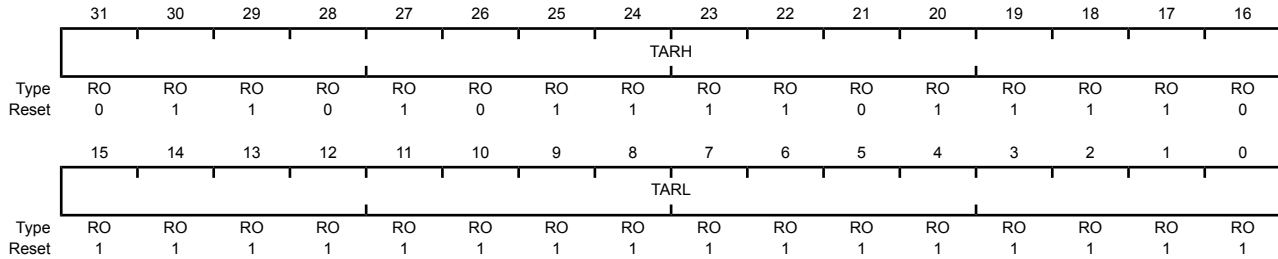 31 30 29 28 27 26 25 24 23 22 21 20 19 18 17 16
TARH
Type RO RO RO RO RO RO RO RO RO RO RO RO RO RO RO RO
Reset 0 1 1 0 1 0 1 1 1 1 0 1 1 1 1 0
15 14 13 12 11 10 9 8 7 6 5 4 3 2 1 0
TARL
Type RO RO RO RO RO RO RO RO RO RO RO RO RO RO RO RO
Reset 1 1 1 1 1 1 1 1 1 1 1 1 1 1 1 1